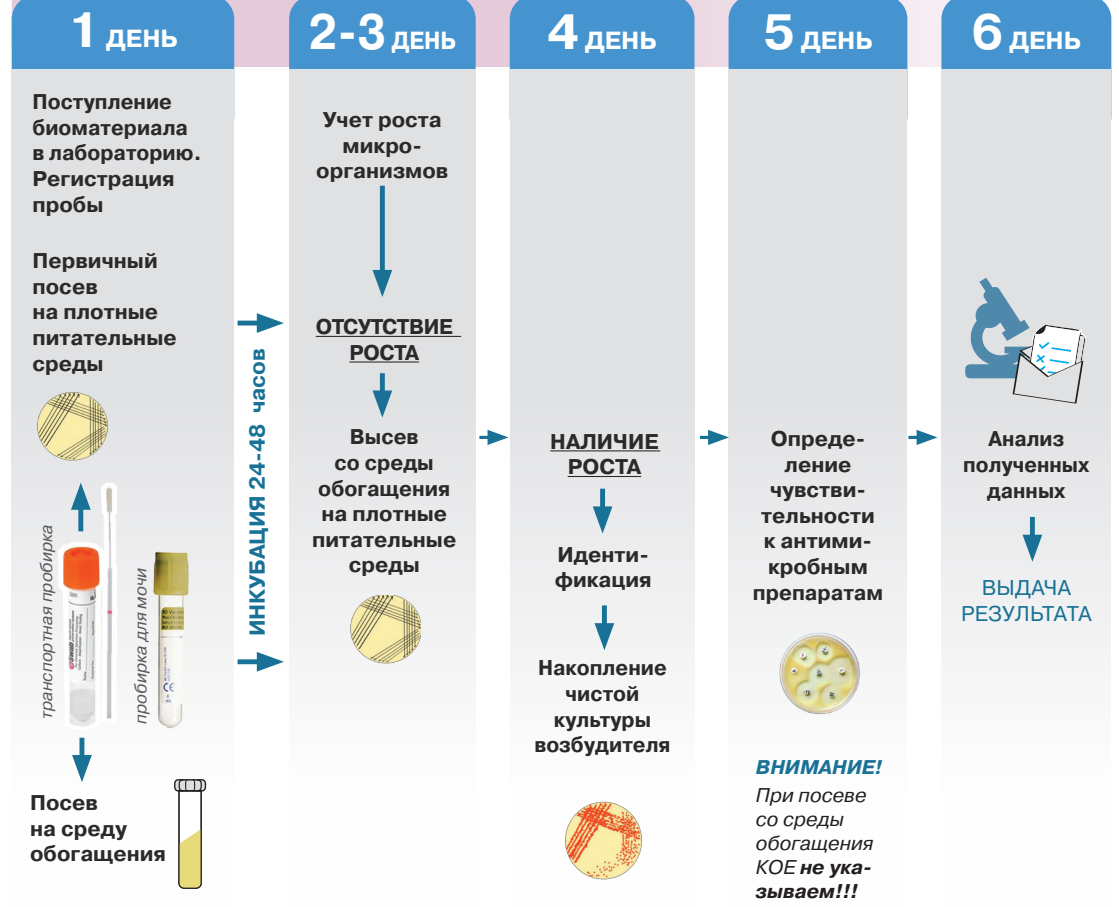 1 ДЕНЬ
Поступление
биоматериала
в лабораторию.
Регистрация
пробы
Первичный
посев
на плотные
питательные
среды
транспортная пробирка
пробирка для мочи
Посев
на среду
обогащения
ИНКУБАЦИЯ 24-48 часов
2-3 ДЕНЬ
Учет роста
микро-
организмов
ОТСУТСТВИЕ
РОСТА
Высев
со среды
обогащения
на плотные
питательные
среды
4 ДЕНЬ
НАЛИЧИЕ
РОСТА
Иденти-
фикация
Накопление
чистой
культуры
возбудителя
5 ДЕНЬ
Опреде-
ление
чувстви-
тельности
к антими-
кробным
препаратам
ВНИМАНИЕ!
При посеве
со среды
обогащения
КОЕ не ука-
зываем!!!
6 ДЕНЬ
Анализ
полученных
данных
ВЫДАЧА
РЕЗУЛЬТАТА